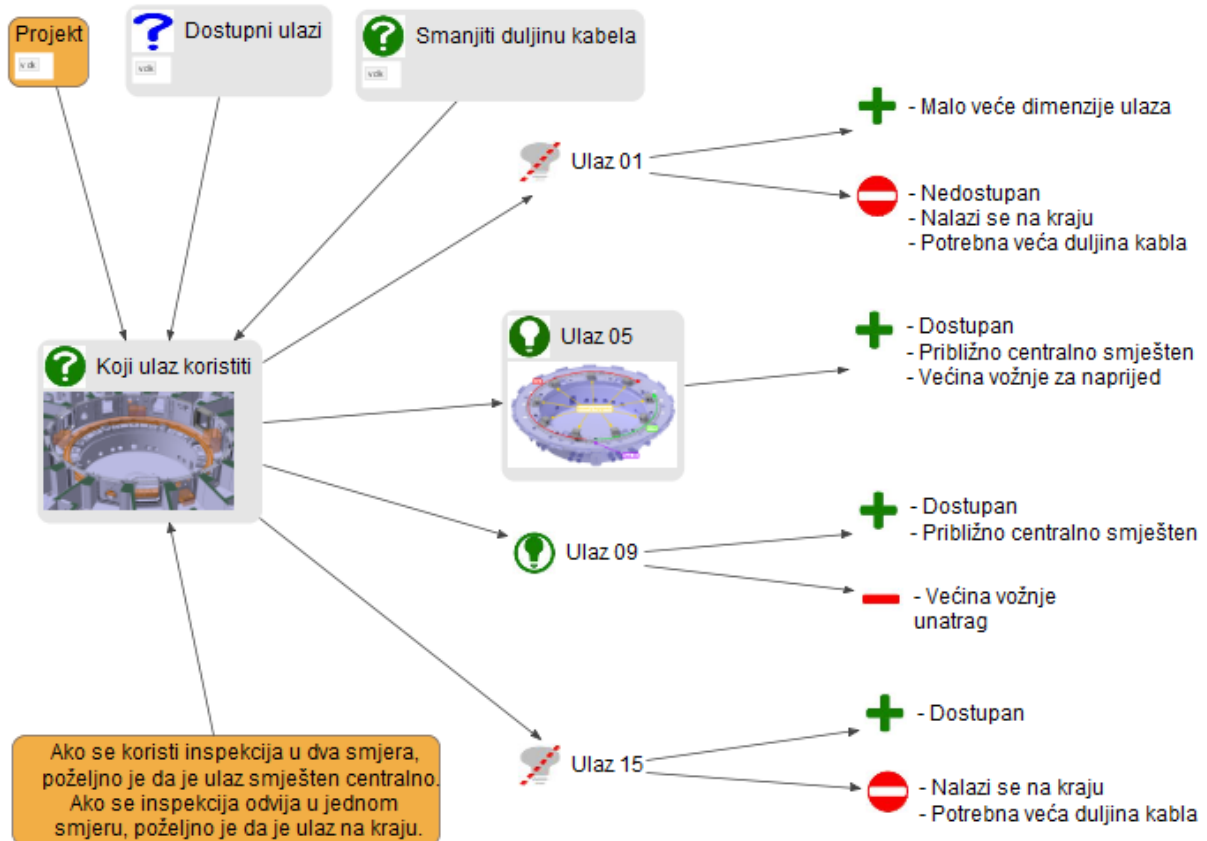 Projekt
v dk
Dostupni ulazi
v dk
Smanjiti duljinu kabela
v dk
Ulaz 01
- Malo veće dimenzije ulaza
- Nedostupan
- Nalazi se na kraju
- Potrebna veća duljina kabla
Koji ulaz koristiti
Ulaz 05
- Dostupan
- Približno centralno smješten
- Većina vožnje za naprijed
Ulaz 09
- Dostupan
- Približno centralno smješten
- Većina vožnje
unatrag
Ulaz 15
- Dostupan
- Nalazi se na kraju
- Potrebna veća duljina kabla
Ako se koristi inspekcija u dva smjera,
poželjno je da je ulaz smješten centralno.
Ako se inspekcija odvija u jednom
smjeru, poželjno je da je ulaz na kraju.